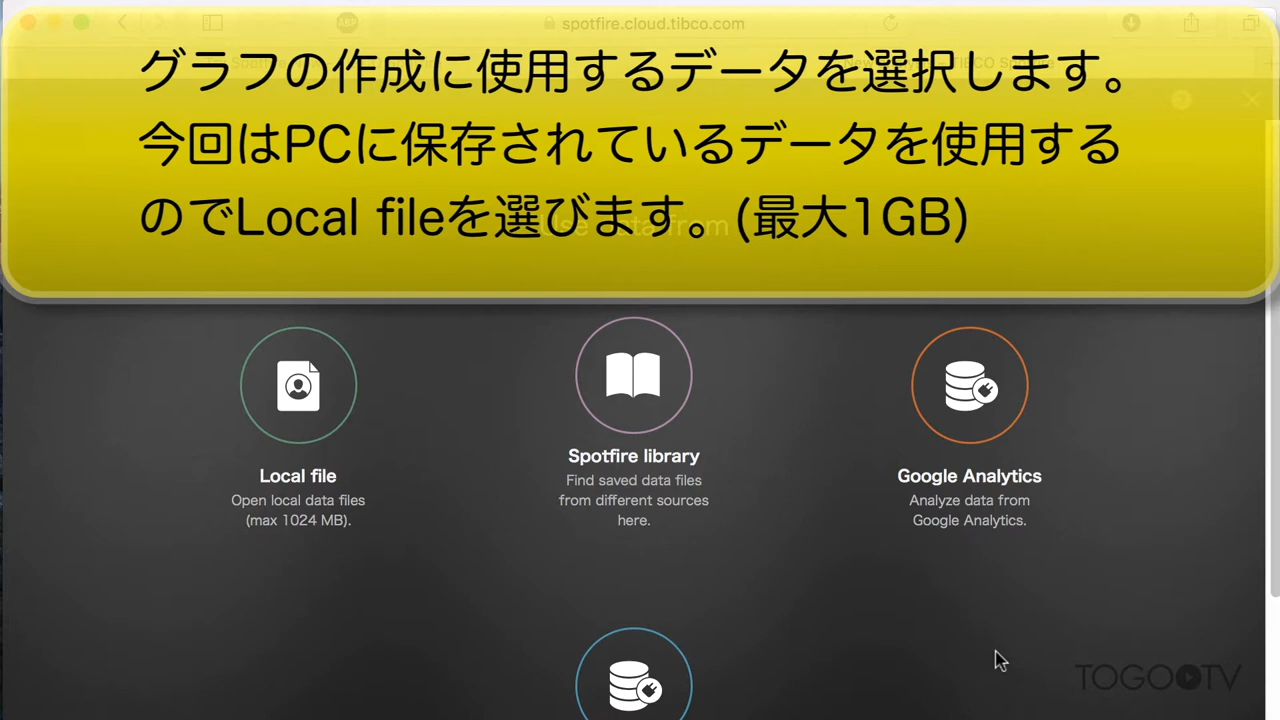 spotfire.cloud.tibco.com
グラフの作成に使用するデータを選択します。
今回はPCに保存されているデータを使用する
のでLocal fileを選びます。(最大1GB)
Use data from
Local file
Open local data files
(max 1024 MB).
Spotfire library
Find saved data files
from different sources
here.
Google Analytics
Analyze data from
Google Analytics.
TOGOTV